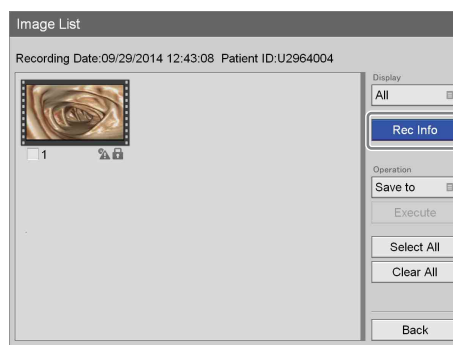 Image List
Recording Date:09/29/2014 12:43:08 Patient ID:U2964004
1
Display
All
Rec Info
Operation
Save to
Execute
Select All
Clear All
Back